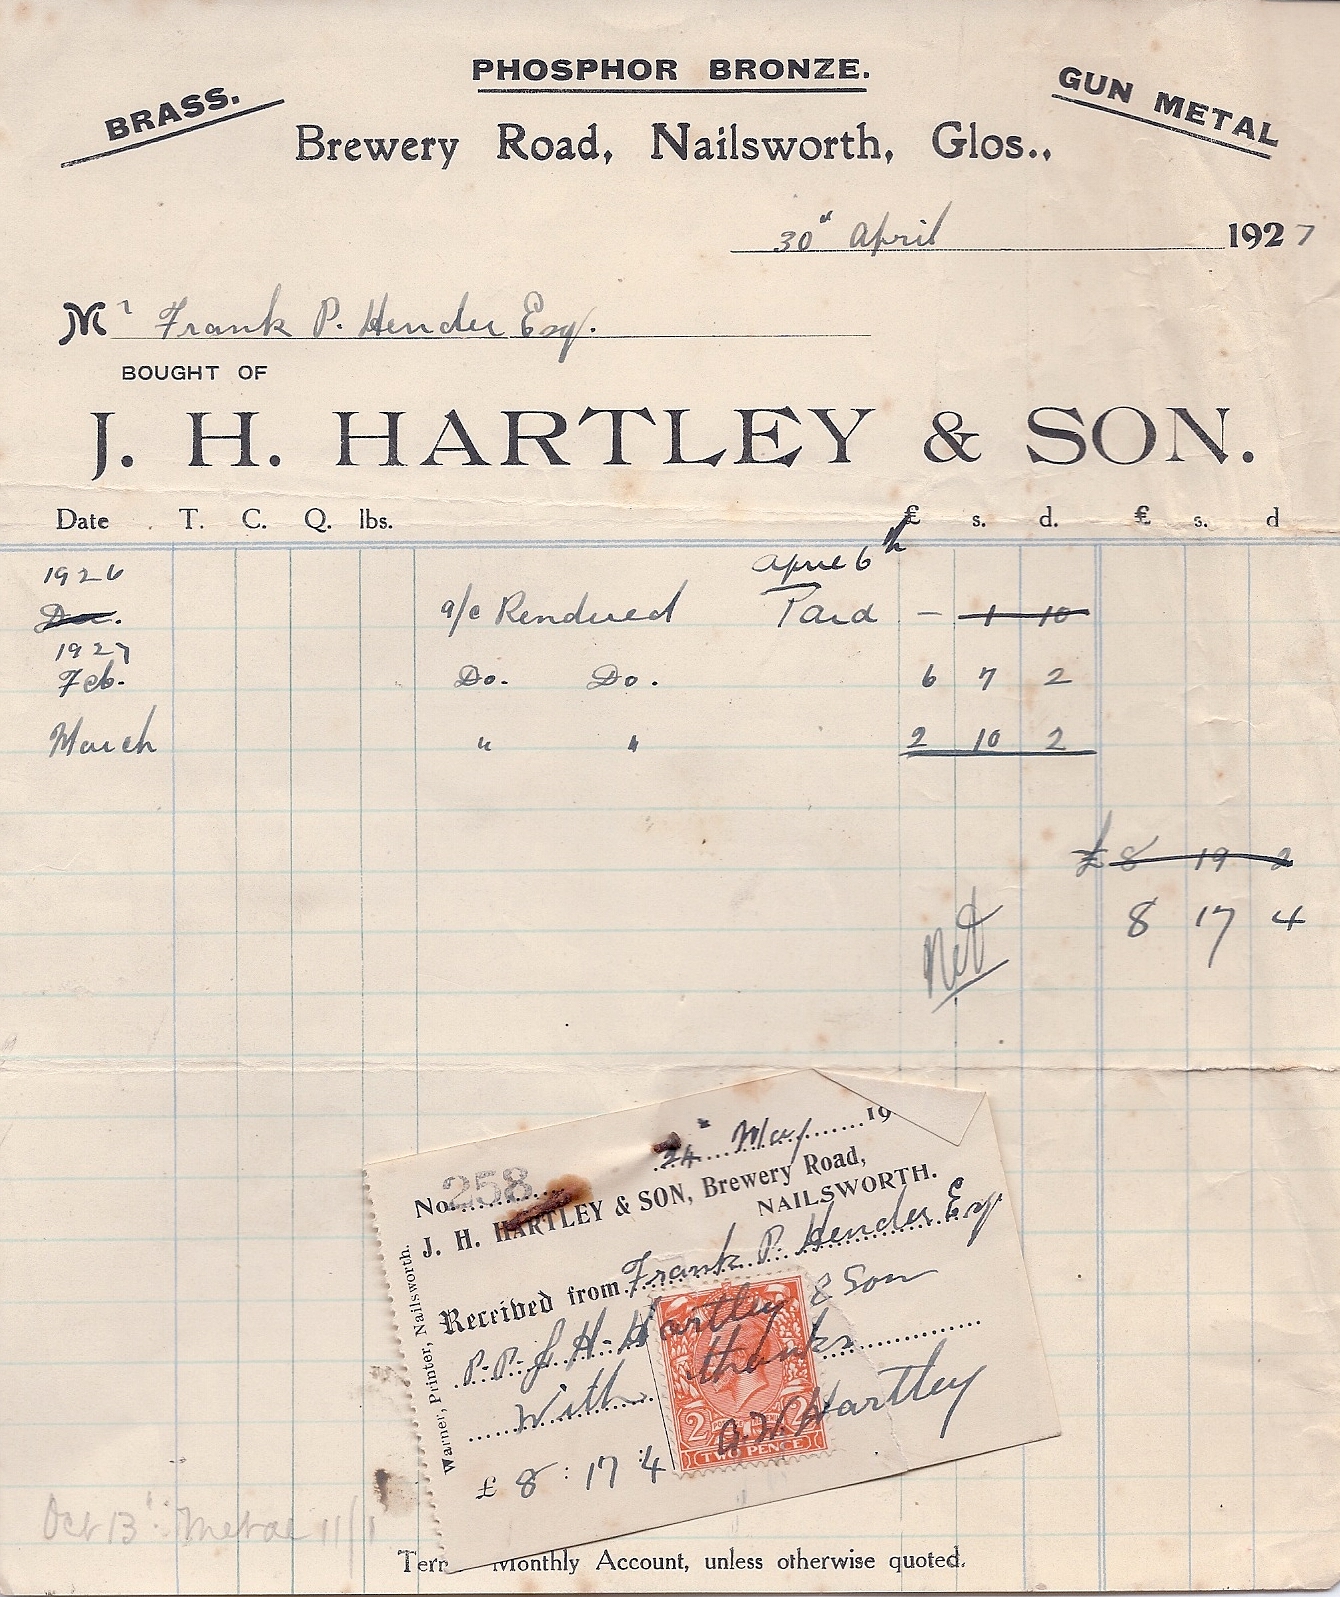 BRASS.
PHOSPHOR BRONZE.
GUN METAL
Brewery Road, Nailsworth, Glos.,
30" April 1927
Mr Frank P. Hender Esq.
BOUGHT OF
J. H. HARTLEY & SON.
Date T. C. Q. lbs. £ s. d. £ s. d
1926 April 6th
Dec. a/c Rendered Paid – 1 10
1927
Feb. Do. Do. 6 7 2
March " " 2 10 2
£8 19 2
8 17 4
Net
24" May 19
No. 258
J. H. HARTLEY & SON, Brewery Road,
NAILSWORTH.
Received from Frank P. Hender Esq
P.P. J. H. Hartley & Son
With thanks
G. W. Hartley
£ 8 : 17 : 4
2 2
TWO PENCE
Warner, Printer, Nailsworth.
Oct 13 Metal 11/1
Ter Monthly Account, unless otherwise quoted.